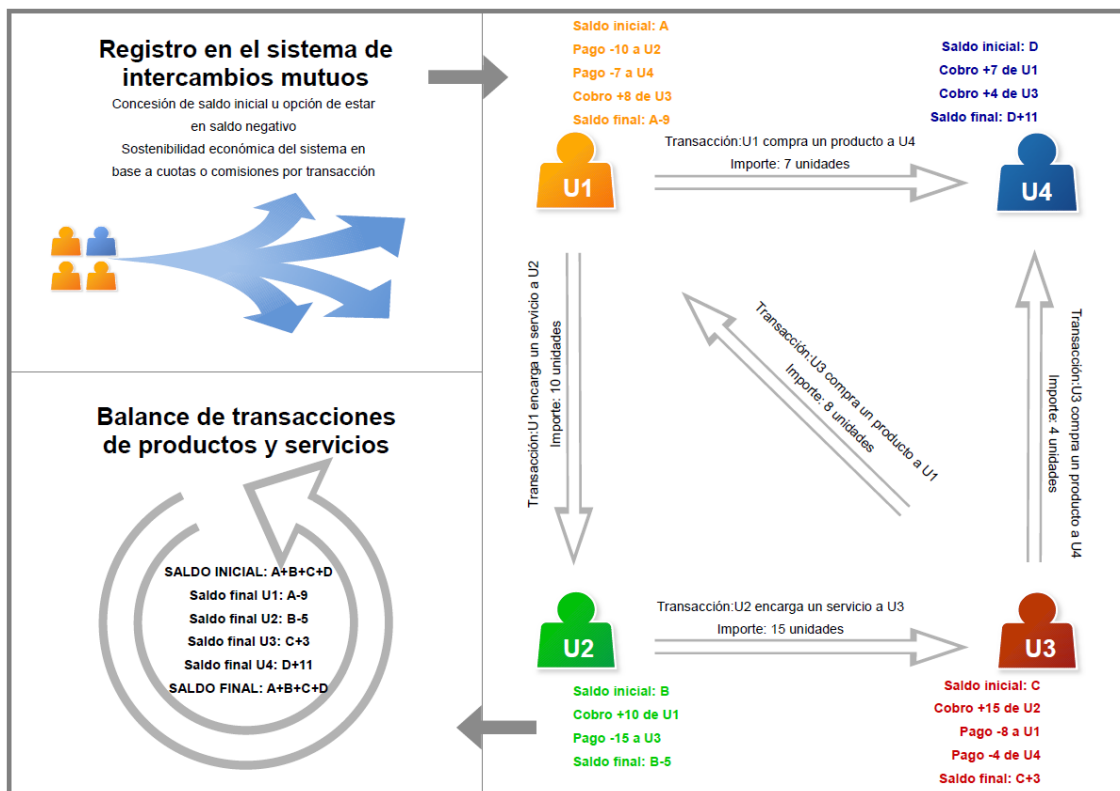 Registro en el sistema de
intercambios mutuos
Concesión de saldo inicial u opción de estar
en saldo negativo
Sostenibilidad económica del sistema en
base a cuotas o comisiones por transacción
Saldo inicial: A
Pago -10 a U2
Pago -7 a U4
Cobro +8 de U3
Saldo final: A-9
U1
Transacción:U1 compra un producto a U4
Importe: 7 unidades
Saldo inicial: D
Cobro +7 de U1
Cobro +4 de U3
Saldo final: D+11
U4
Transacción:U1 encarga un servicio a U2
Importe: 10 unidades
Transacción:U3 compra un producto a U1
Importe: 8 unidades
Transacción:U3 compra un producto a U4
Importe: 4 unidades
Balance de transacciones
de productos y servicios
SALDO INICIAL: A+B+C+D
Saldo final U1: A-9
Saldo final U2: B-5
Saldo final U3: C+3
Saldo final U4: D+11
SALDO FINAL: A+B+C+D
U2
Transacción:U2 encarga un servicio a U3
Importe: 15 unidades
U3
Saldo inicial: B
Cobro +10 de U1
Pago -15 a U3
Saldo final: B-5
Saldo inicial: C
Cobro +15 de U2
Pago -8 a U1
Pago -4 de U4
Saldo final: C+3